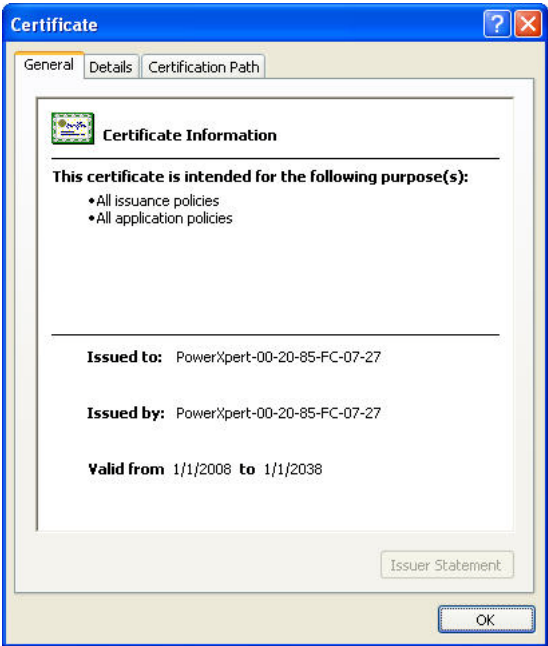 Certificate
General Details Certification Path
Certificate Information
This certificate is intended for the following purpose(s):
•All issuance policies
•All application policies
Issued to: PowerXpert-00-20-85-FC-07-27
Issued by: PowerXpert-00-20-85-FC-07-27
Valid from 1/1/2008 to 1/1/2038
Issuer Statement
OK